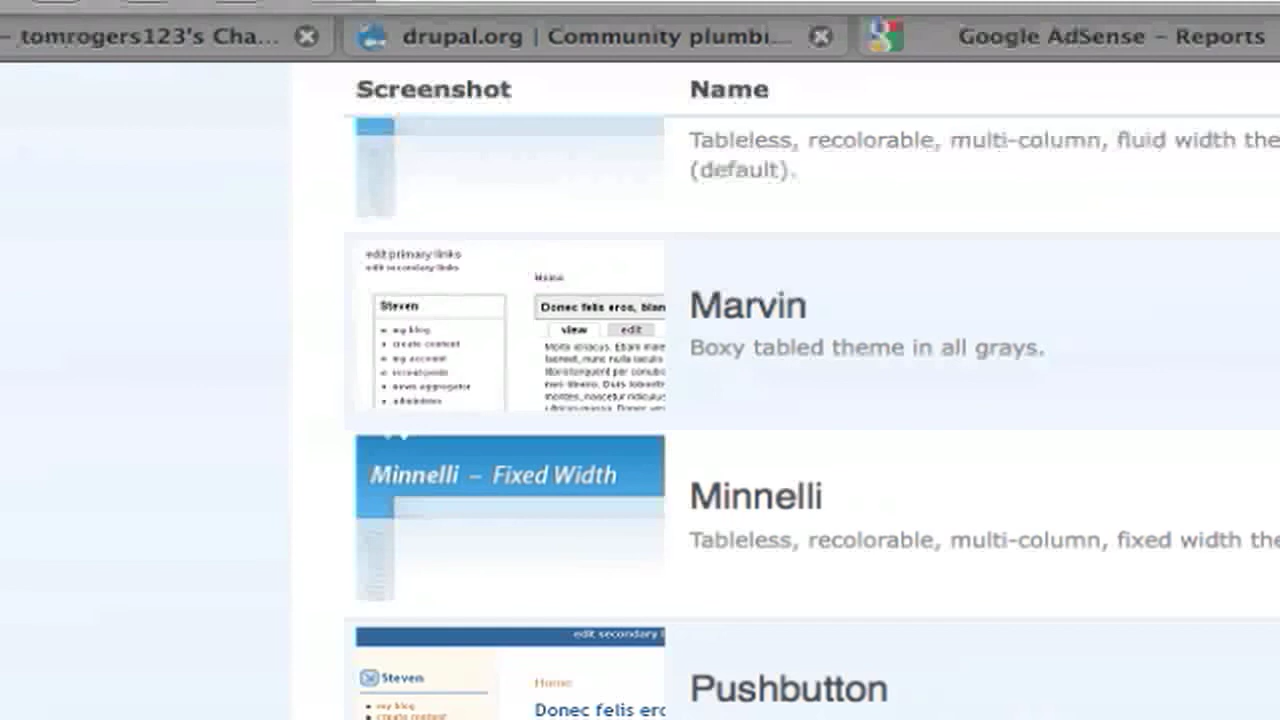 – tomrogers123's Cha...
drupal.org | Community plumbi...
Google AdSense – Reports
Screenshot
Name
Tableless, recolorable, multi-column, fluid width the
(default).
edit primary links
edit secondary links
Home
Steven
Donec felis eros, blan
view
edit
my blog
create content
my account
recent posts
news aggregator
administer
Marvin
Boxy tabled theme in all grays.
Minnelli – Fixed Width
Minnelli
Tableless, recolorable, multi-column, fixed width the
edit secondary l
Steven
Home
my blog
create content
Donec felis erc
Pushbutton